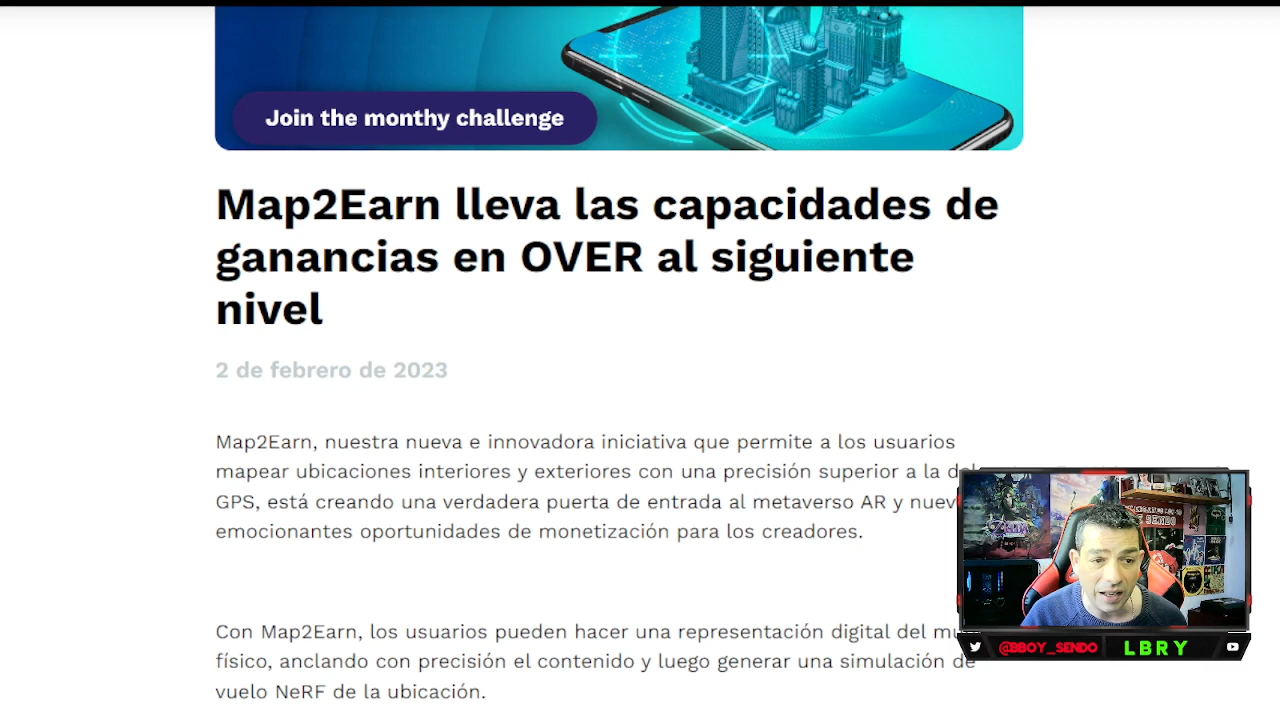 Join the monthy challenge
Map2Earn lleva las capacidades de
ganancias en OVER al siguiente
nivel
2 de febrero de 2023
Map2Earn, nuestra nueva e innovadora iniciativa que permite a los usuarios
mapear ubicaciones interiores y exteriores con una precisión superior a la del
GPS, está creando una verdadera puerta de entrada al metaverso AR y
emocionantes oportunidades de monetización para los creadores.
Con Map2Earn, los usuarios pueden hacer una representación digital del
físico, anclando con precisión el contenido y luego generar una simulación de
vuelo NeRF de la ubicación.
ZELDA
SENDO
@BBOY_SENDO
LBRY